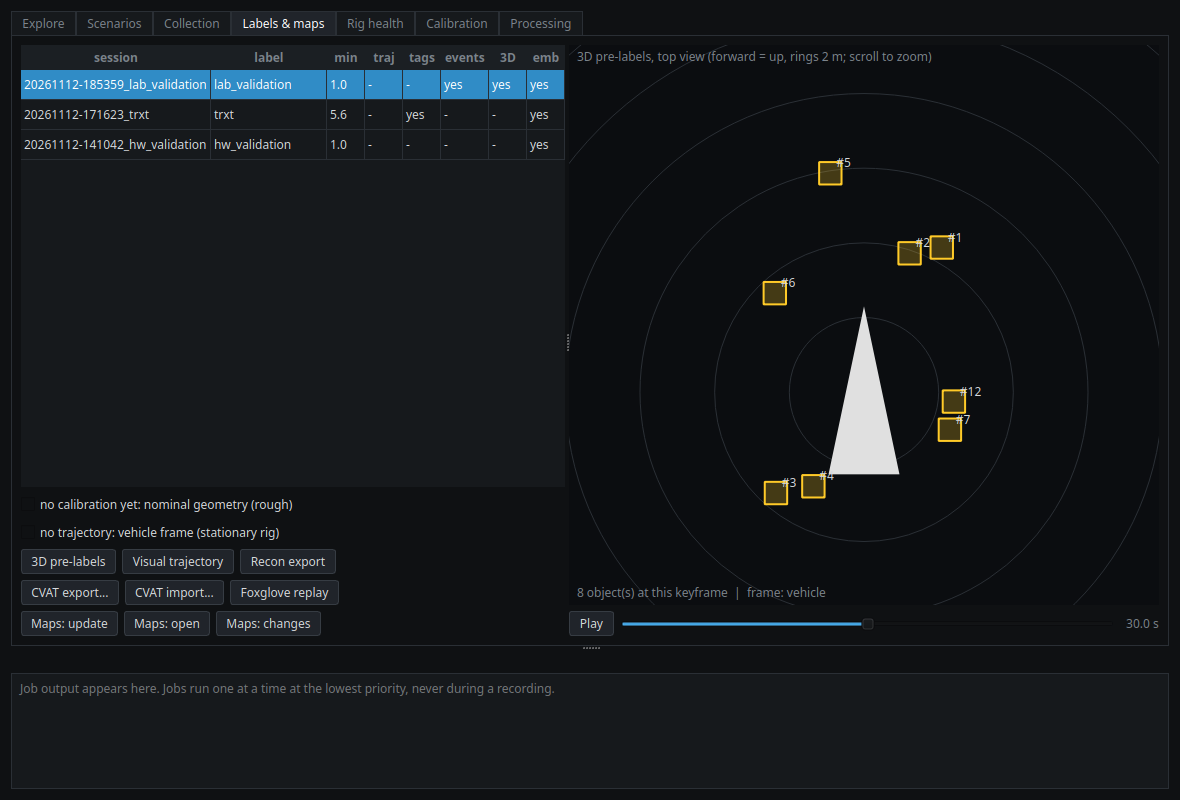 Explore Scenarios Collection Labels & maps Rig health Calibration Processing
session label min traj tags events 3D emb
20261112-185359_lab_validation lab_validation 1.0 - - yes yes yes
20261112-171623_trxt trxt 5.6 - yes - - yes
20261112-141042_hw_validation hw_validation 1.0 - - - - yes
no calibration yet: nominal geometry (rough)
no trajectory: vehicle frame (stationary rig)
3D pre-labels Visual trajectory Recon export
CVAT export... CVAT import... Foxglove replay
Maps: update Maps: open Maps: changes
3D pre-labels, top view (forward = up, rings 2 m; scroll to zoom)
#5
#2 #1
#6
#12
#7
#3 #4
8 object(s) at this keyframe | frame: vehicle
Play 30.0 s
Job output appears here. Jobs run one at a time at the lowest priority, never during a recording.